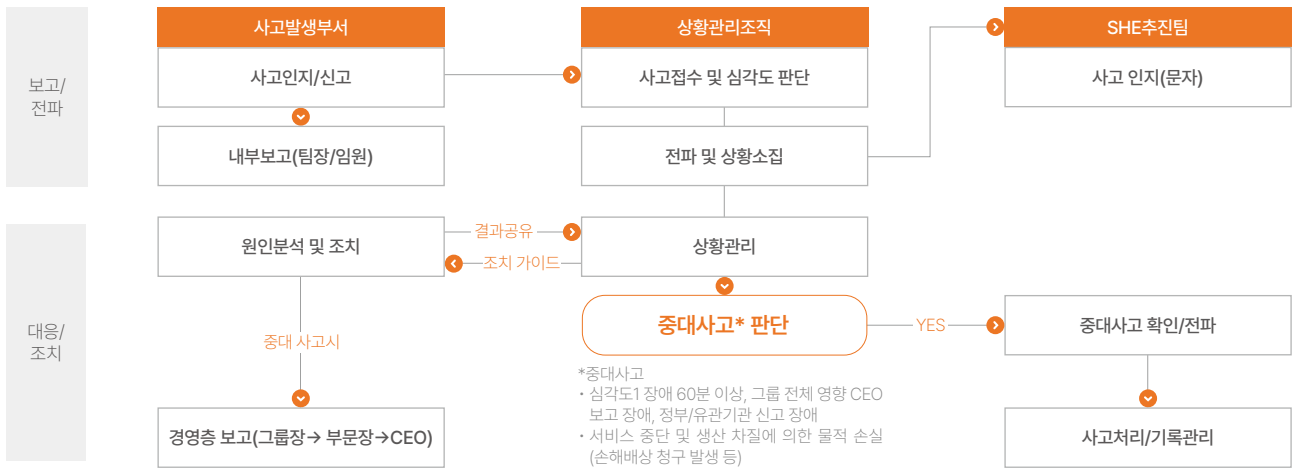 사고발생부서
상황관리조직
SHE추진팀
보고/
전파
사고인지/신고
사고접수 및 심각도 판단
사고 인지(문자)
내부보고(팀장/임원)
전파 및 상황소집
대응/
조치
원인분석 및 조치
결과공유
조치 가이드
상황관리
중대 사고시
중대사고* 판단
YES
중대사고 확인/전파
*중대사고
· 심각도1 장애 60분 이상, 그룹 전체 영향 CEO
보고 장애, 정부/유관기관 신고 장애
· 서비스 중단 및 생산 차질에 의한 물적 손실
(손해배상 청구 발생 등)
경영층 보고(그룹장→ 부문장→CEO)
사고처리/기록관리